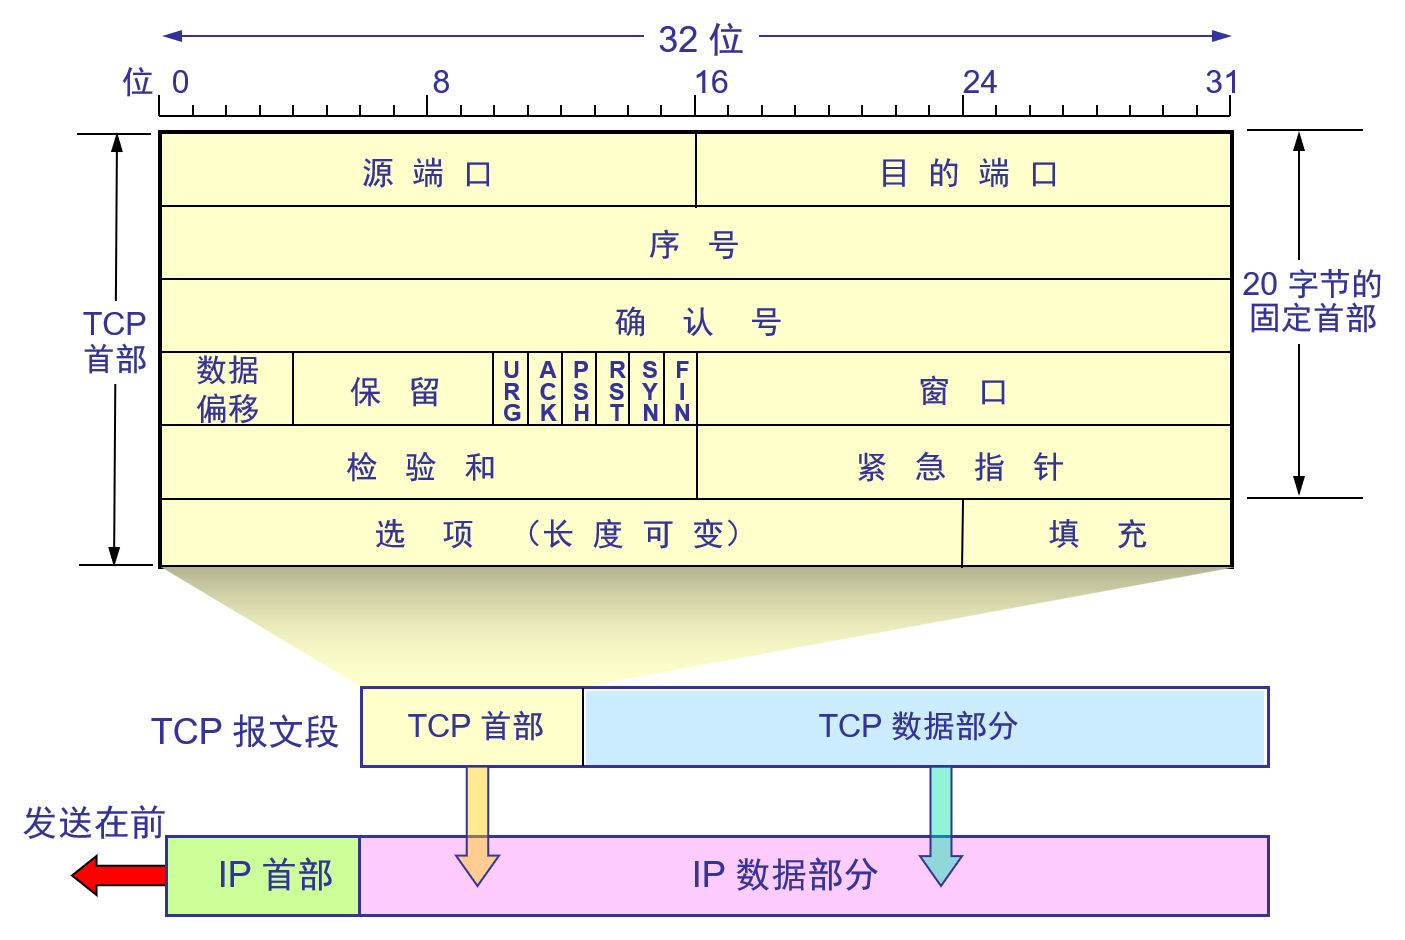 32 位
位 0 8 16 24 31
源 端 口 目 的 端 口
序 号
确 认 号
TCP
首部
20 字节的
固定首部
数据
偏移
保 留
URG
ACK
PSH
RST
SYN
FIN
窗 口
检 验 和 紧 急 指 针
选 项 （长 度 可 变） 填 充
TCP 报文段 TCP 首部 TCP 数据部分
发送在前
IP 首部 IP 数据部分